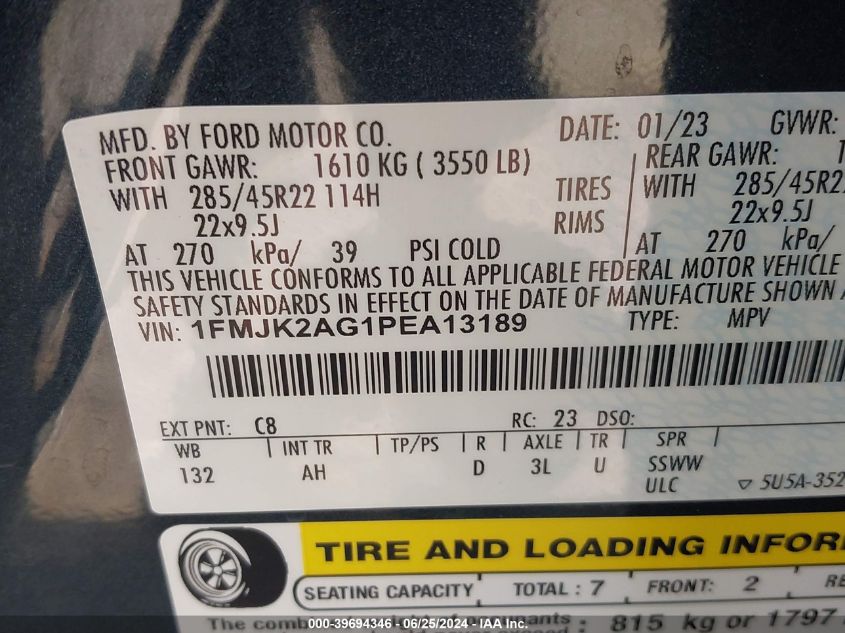 MFD. BY FORD MOTOR CO. DATE: 01/23 GVWR:
FRONT GAWR: 1610 KG ( 3550 LB) REAR GAWR:
WITH 285/45R22 114H TIRES WITH 285/45R22
22x9.5J RIMS 22x9.5J
AT 270 kPa/ 39 PSI COLD AT 270 kPa/
THIS VEHICLE CONFORMS TO ALL APPLICABLE FEDERAL MOTOR VEHICLE
SAFETY STANDARDS IN EFFECT ON THE DATE OF MANUFACTURE SHOWN
VIN: 1FMJK2AG1PEA13189 TYPE: MPV
EXT PNT: C8 RC: 23 DSO:
WB INT TR TP/PS R AXLE TR SPR
132 AH D 3L U SSWW
ULC ▽ 5U5A-352
TIRE AND LOADING INFOR
SEATING CAPACITY TOTAL : 7 FRONT: 2 RE
The comb 815 kg or 1797
000-39694346 - 06/25/2024 - IAA Inc.